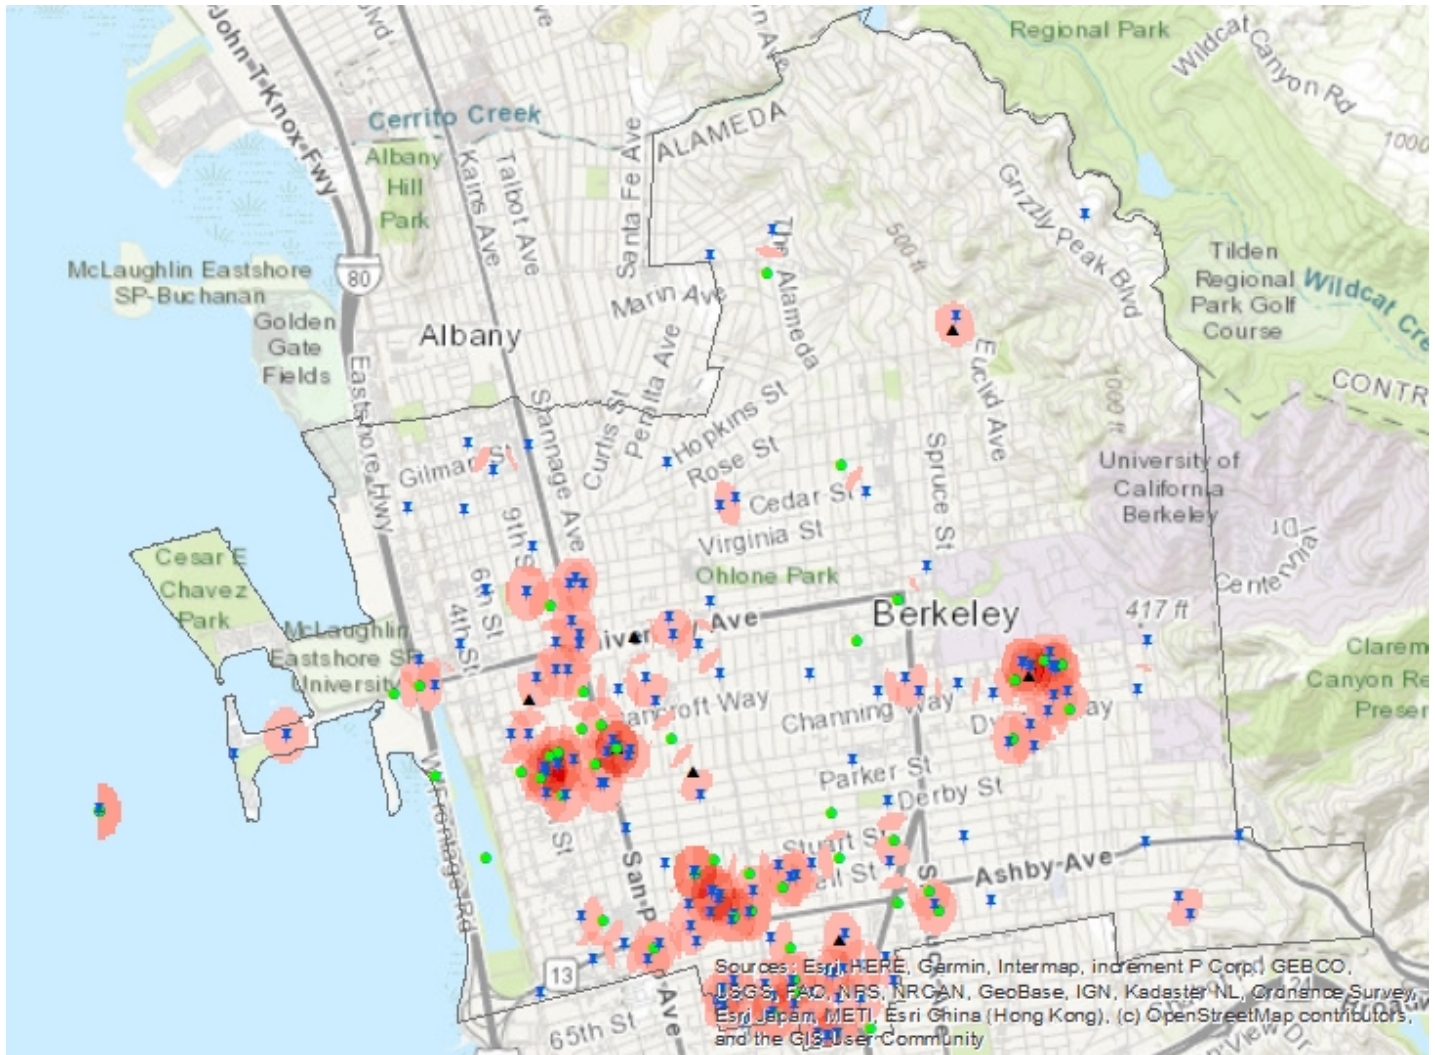 Regional Park
Wildcat
Canyon Rd
1000
John T Knox Fwy
Cerrito Creek
ALAMEDA
Albany
Hill
Park
Kains Ave
Talbot Ave
Santa Fe Ave
Grizzly Peak Blvd
500 ft
The Alameda
80
McLaughlin Eastshore
SP-Buchanan
Golden
Gate
Fields
Albany
Marin Ave
Peralta Ave
Tilden
Regional
Park Golf
Course
Wildcat Cre
CONTR
Eastshore Hwy
Stannage Ave
Curtis St
Hopkins St
Rose St
Euclid Ave
1000 ft
Gilman S
Cedar St
Virginia St
Spruce St
University of
California
Berkeley
9th S
6th St
4th St
Cesar E
Chavez
Park
Ohlone Park
Centennial
Dr
Berkeley
417 ft
McLaughlin
Eastshore SP
University
Ave
Clarem
Canyon Re
Preser
Bancroft Way
Channing Way
Parker St
Derby St
W Frontage Rd
Stuart St
Ashby Ave
San P
Ave
13
65th St
Sources: Esri, HERE, Garmin, Intermap, increment P Corp., GEBCO,
USGS, FAO, NPS, NRCAN, GeoBase, IGN, Kadaster NL, Ordnance Survey,
Esri Japan, METI, Esri China (Hong Kong), (c) OpenStreetMap contributors,
and the GIS User Community